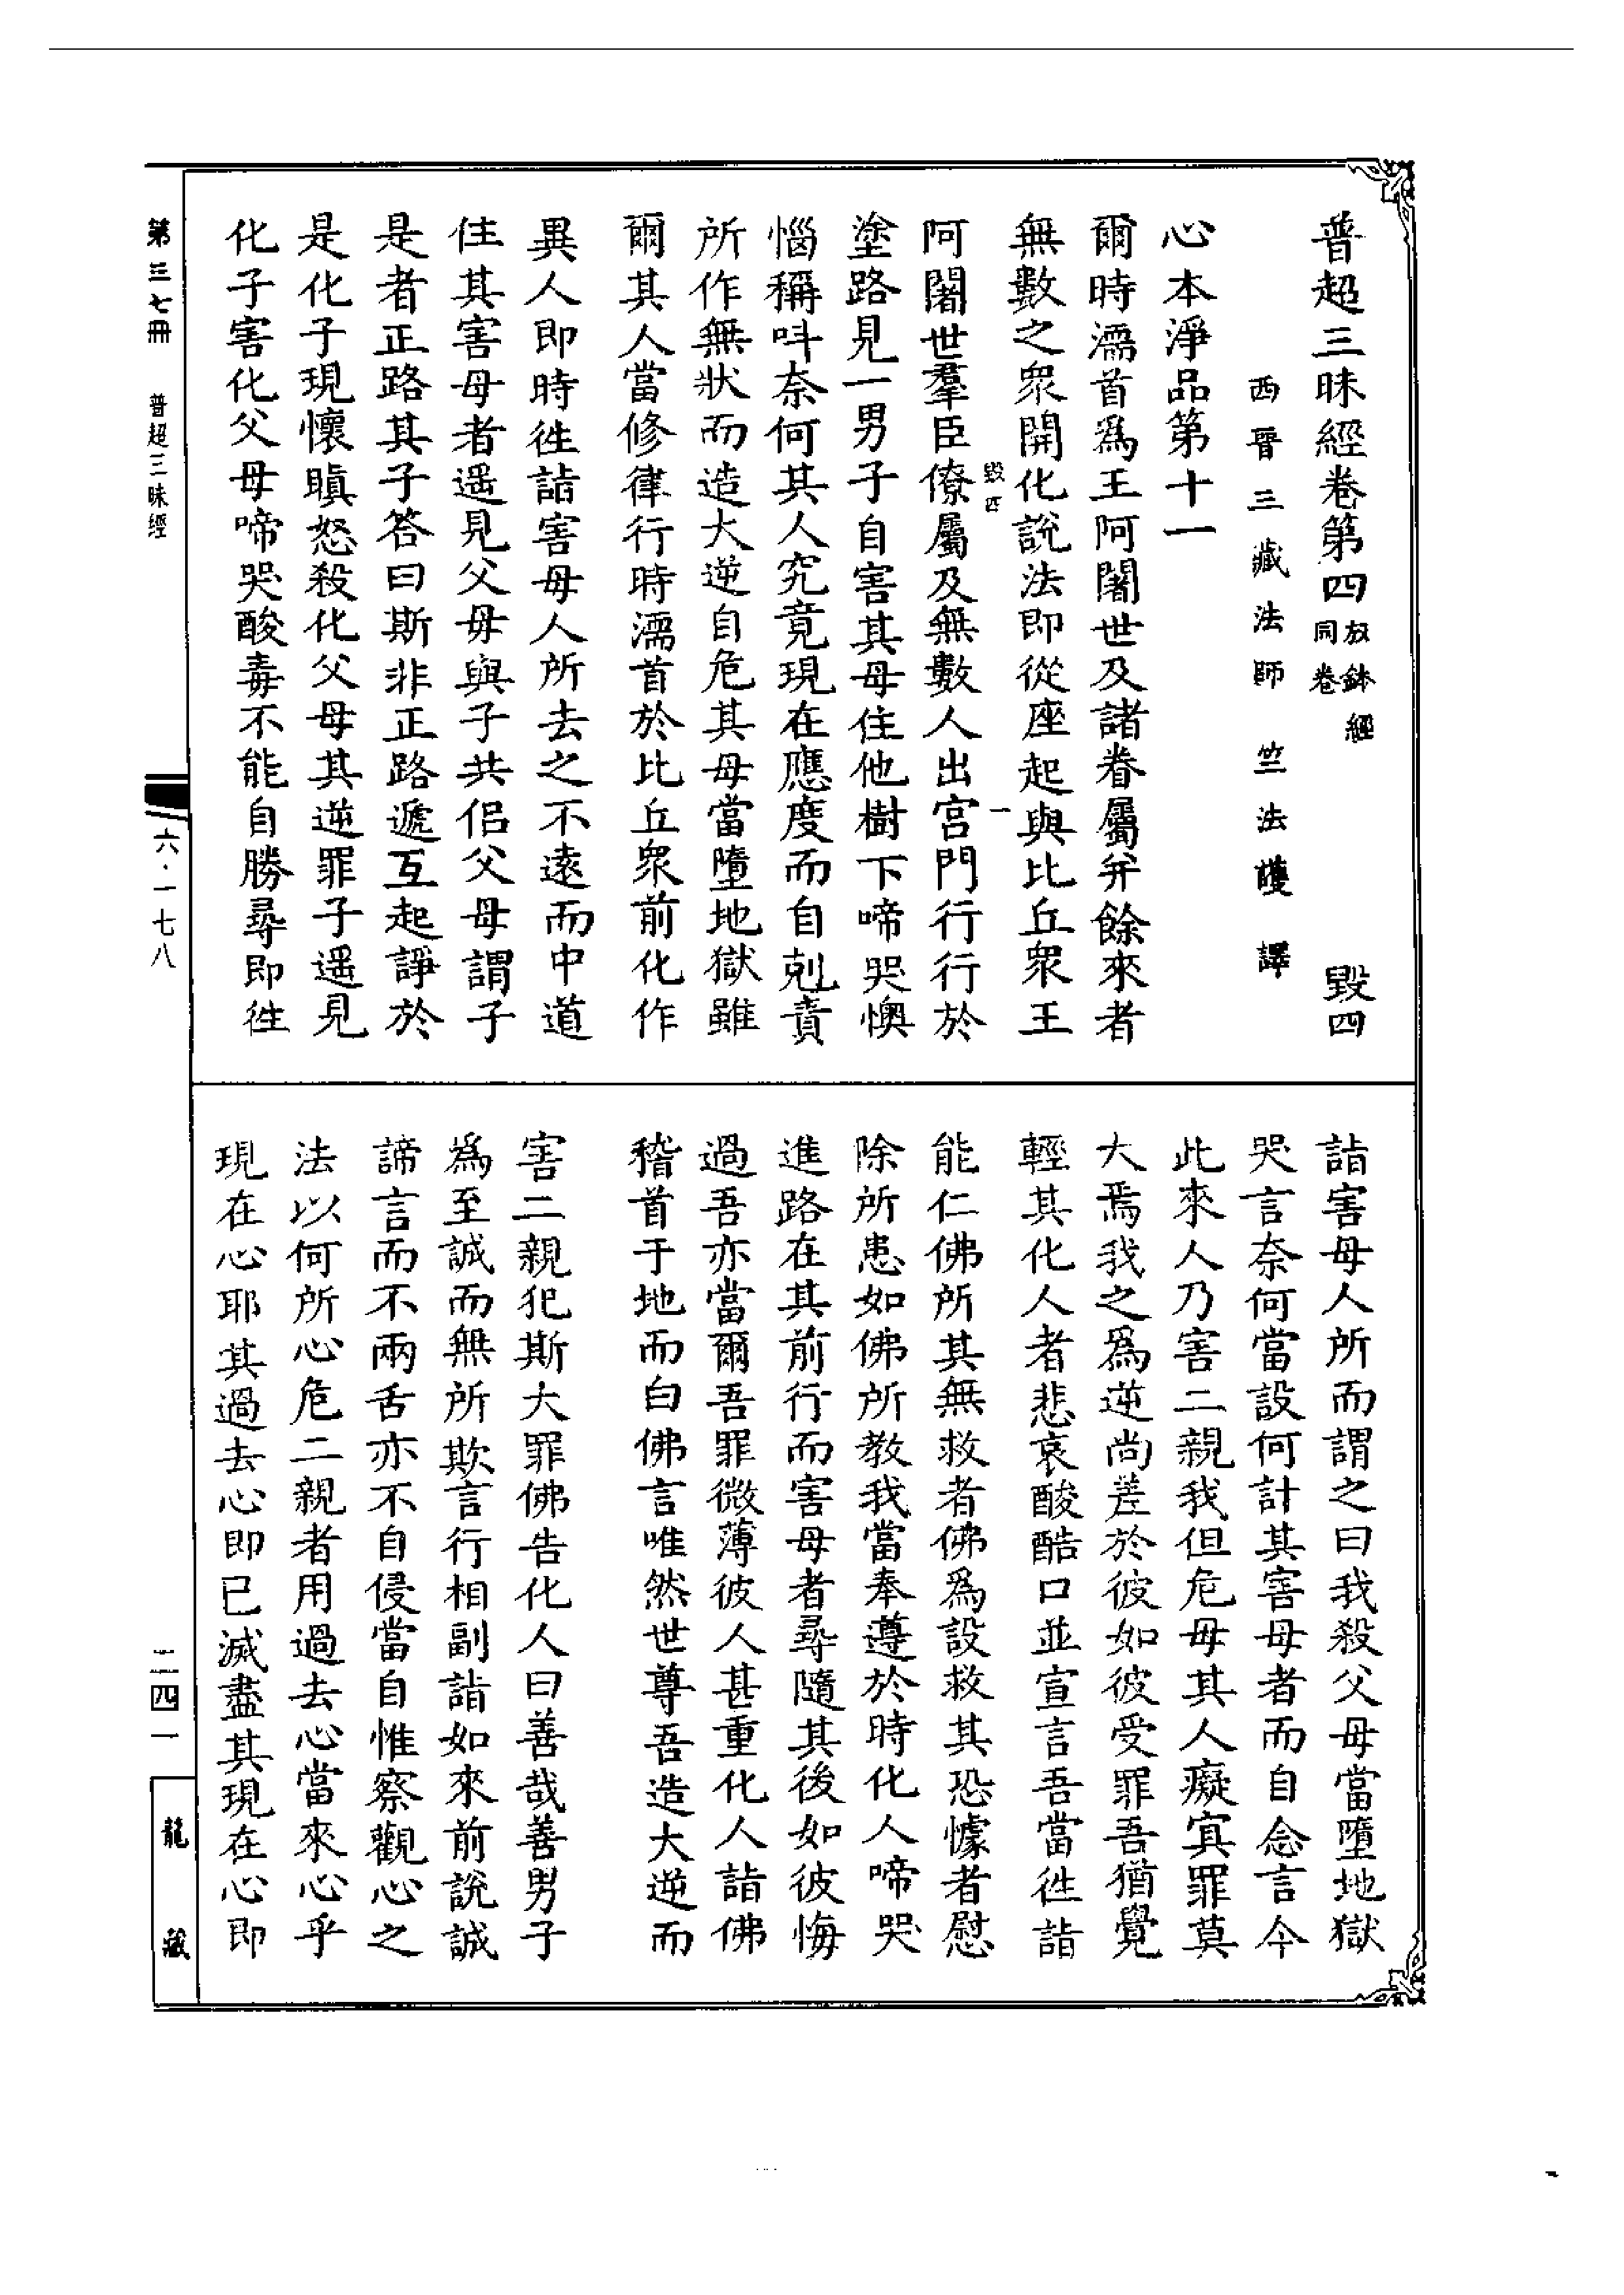 普超三昧經卷第四 放鉢經同卷 毀四
西晉三藏法師竺法護譯
心本淨品第十一
爾時濡首爲王阿闍世及諸眷屬并餘來者
無數之衆開化說法即從座起與比丘衆王
毀四 一
阿闍世羣臣僚屬及無數人出宮門行行於
塗路見一男子自害其母住他樹下啼哭懊
惱稱呌奈何其人究竟現在應度而自剋責
所作無狀而造大逆自危其母當墮地獄雖
爾其人當修律行時濡首於比丘衆前化作
異人即時徃詣害母人所去之不遠而中道
住其害母者遥見父母與子共侶父母謂子
是者正路其子答曰斯非正路遞互起諍於
是化子現懷瞋怒殺化父母其逆罪子遥見
化子害化父母啼哭酸毒不能自勝尋即徃
詣害母人所而謂之曰我殺父母當墮地獄
哭言奈何當設何計其害母者而自念言今
此來人乃害二親我但危母其人癡冥罪莫
大焉我之爲逆尚差於彼如彼受罪吾猶覺
輕其化人者悲哀酸酷口並宣言吾當徃詣
能仁佛所其無救者佛爲設救其恐懅者慰
除所患如佛所教我當奉遵於時化人啼哭
進路在其前行而害母者尋隨其後如彼悔
過吾亦當爾吾罪微薄彼人甚重化人詣佛
稽首于地而白佛言唯然世尊吾造大逆而
害二親犯斯大罪佛告化人曰善哉善男子
爲至誠而無所欺言行相副詣如來前說誠
諦言而不兩舌亦不自侵當自惟察觀心之
法以何所心危二親者用過去心當來心乎
現在心耶其過去心即已滅盡其現在心即
第三七冊 普超三昧經
六·一七八
二四一
龍藏